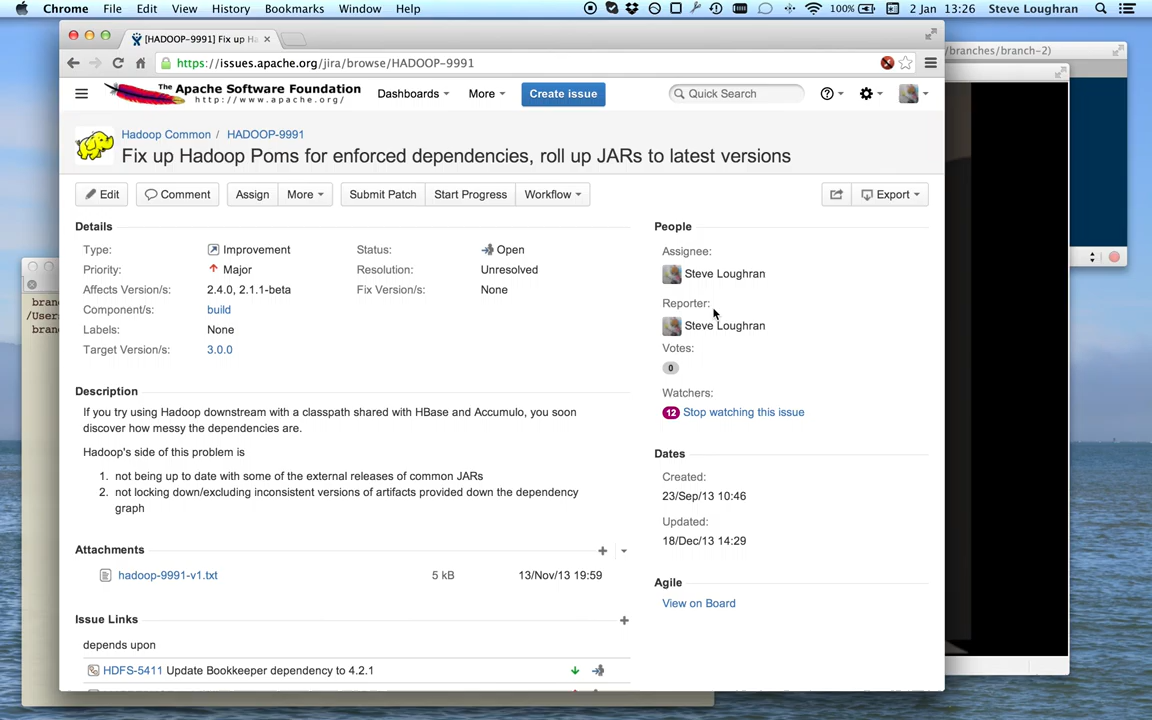 Chrome File Edit View History Bookmarks Window Help 100% 2 Jan 13:26 Steve Loughran
[HADOOP-9991] Fix up Ha
/branches/branch-2)
https://issues.apache.org/jira/browse/HADOOP-9991
The Apache Software Foundation
http://www.apache.org/
Dashboards More Create issue Quick Search
Hadoop Common / HADOOP-9991
Fix up Hadoop Poms for enforced dependencies, roll up JARs to latest versions
Edit Comment Assign More Submit Patch Start Progress Workflow Export
Details
Type: Improvement Status: Open
Priority: Major Resolution: Unresolved
Affects Version/s: 2.4.0, 2.1.1-beta Fix Version/s: None
Component/s: build
Labels: None
Target Version/s: 3.0.0
People
Assignee:
Steve Loughran
Reporter:
Steve Loughran
Votes:
0
Watchers:
12 Stop watching this issue
Description
If you try using Hadoop downstream with a classpath shared with HBase and Accumulo, you soon
discover how messy the dependencies are.
Hadoop's side of this problem is
1. not being up to date with some of the external releases of common JARs
2. not locking down/excluding inconsistent versions of artifacts provided down the dependency
graph
Dates
Created:
23/Sep/13 10:46
Updated:
18/Dec/13 14:29
Attachments
hadoop-9991-v1.txt 5 kB 13/Nov/13 19:59
Agile
View on Board
Issue Links
depends upon
HDFS-5411 Update Bookkeeper dependency to 4.2.1
bran
/User
bran